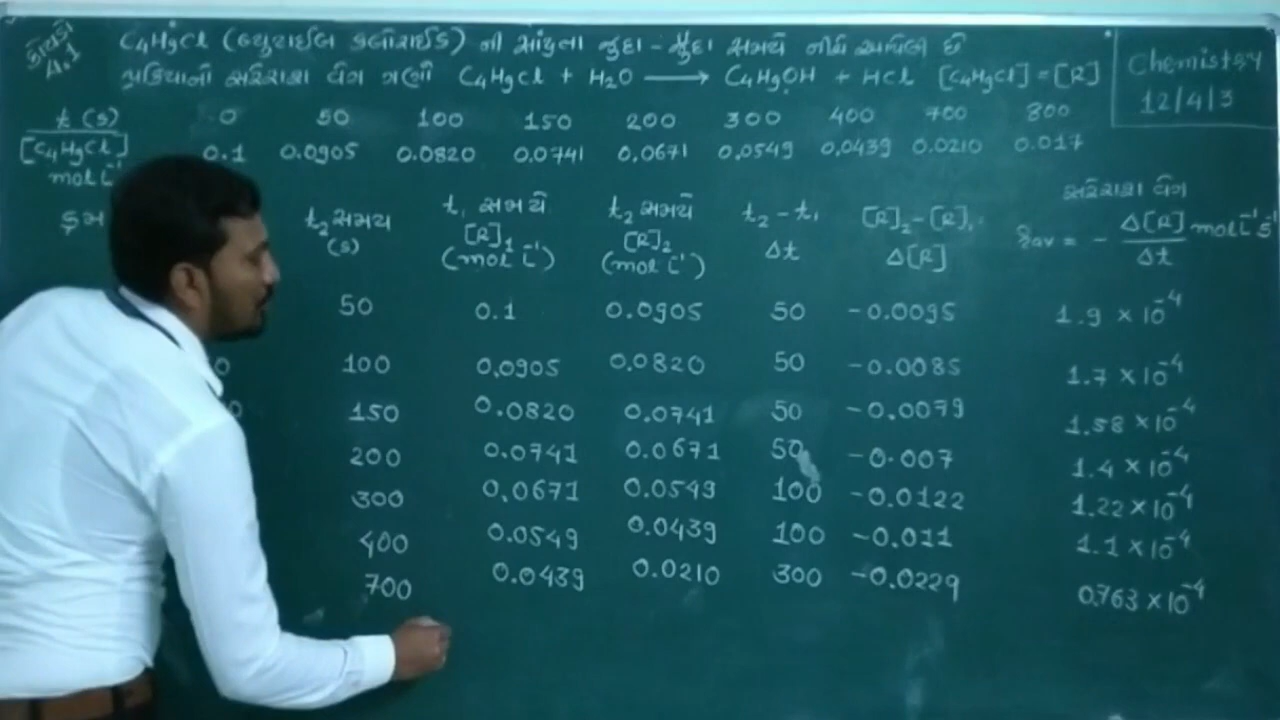 દાખલો
4.1
C4H9Cl (બ્યુટાઈલ ક્લોરાઈડ) ની સાંદ્રતા જુદા - જુદા સમયે નીચે આપેલ છે
પ્રક્રિયાનો સરેરાશ વેગ ગણો C4H9Cl + H2O ⟶ C4H9OH + HCl [C4H9Cl] = [R]
Chemistry
12/4/3
t (s) 0 50 100 150 200 300 400 700 800
[C4H9Cl] 0.1 0.0905 0.0820 0.0741 0.0671 0.0549 0.0439 0.0210 0.017
mol L⁻¹
ક્રમ t2 સમય (s) t1 સમયે [R]1 (mol L⁻¹) t2 સમયે [R]2 (mol L⁻¹) t2 - t1 Δt [R]2 - [R]1 Δ[R] સરેરાશ વેગ rav = - Δ[R]/Δt mol L⁻¹ s⁻¹
50 0.1 0.0905 50 -0.0095 1.9 × 10⁻⁴
0 100 0.0905 0.0820 50 -0.0085 1.7 × 10⁻⁴
0 150 0.0820 0.0741 50 -0.0079 1.58 × 10⁻⁴
200 0.0741 0.0671 50 -0.007 1.4 × 10⁻⁴
300 0.0671 0.0549 100 -0.0122 1.22 × 10⁻⁴
400 0.0549 0.0439 100 -0.011 1.1 × 10⁻⁴
700 0.0439 0.0210 300 -0.0229 0.763 × 10⁻⁴